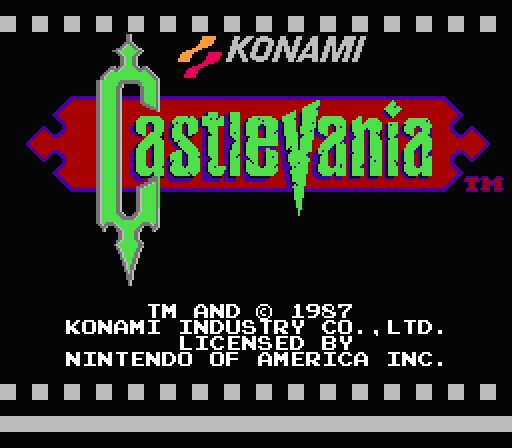 KONAMI
Castlevania
TM
TM AND © 1987
KONAMI INDUSTRY CO.,LTD.
LICENSED BY
NINTENDO OF AMERICA INC.